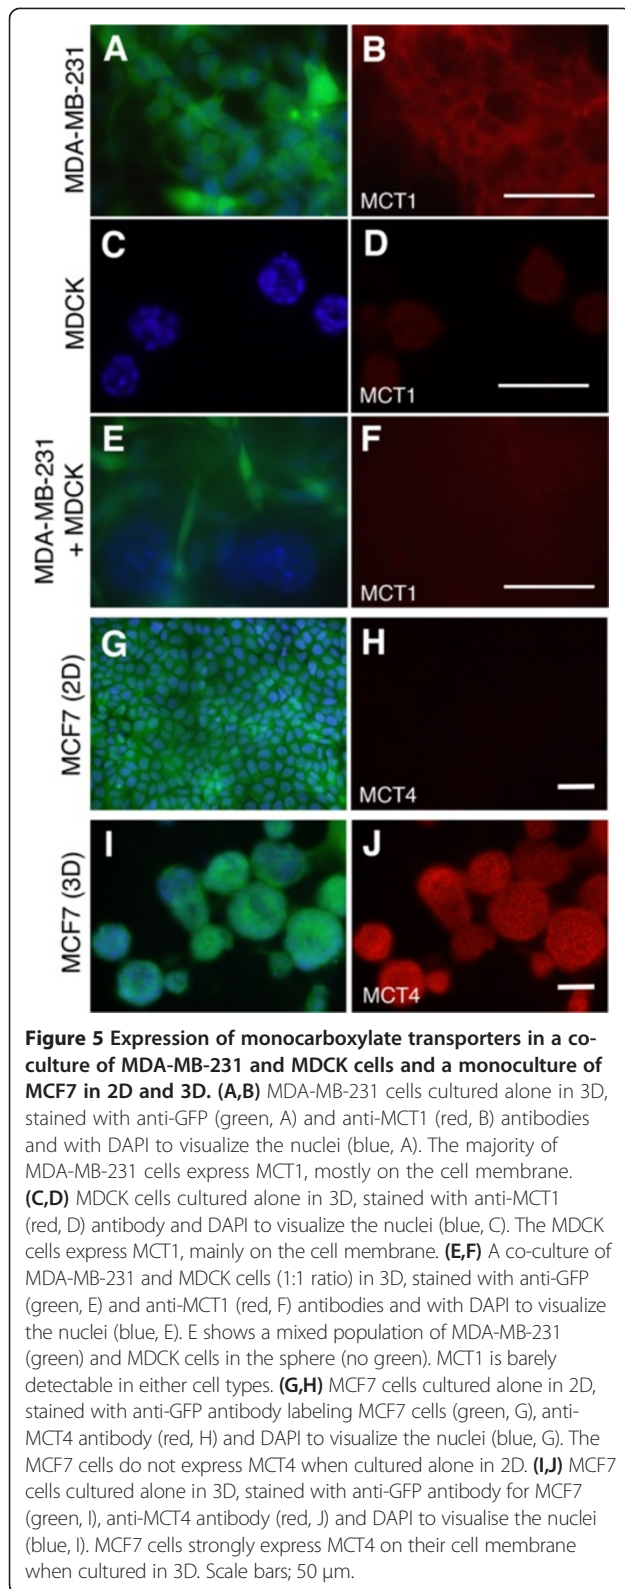 MDA-MB-231
A
B
MCT1
MDCK
C
D
MCT1
MDA-MB-231
+ MDCK
E
F
MCT1
MCF7 (2D)
G
H
MCT4
MCF7 (3D)
I
J
MCT4
Figure 5 Expression of monocarboxylate transporters in a co-
culture of MDA-MB-231 and MDCK cells and a monoculture of
MCF7 in 2D and 3D. (A,B) MDA-MB-231 cells cultured alone in 3D,
stained with anti-GFP (green, A) and anti-MCT1 (red, B) antibodies
and with DAPI to visualize the nuclei (blue, A). The majority of
MDA-MB-231 cells express MCT1, mostly on the cell membrane.
(C,D) MDCK cells cultured alone in 3D, stained with anti-MCT1
(red, D) antibody and DAPI to visualize the nuclei (blue, C). The MDCK
cells express MCT1, mainly on the cell membrane. (E,F) A co-culture of
MDA-MB-231 and MDCK cells (1:1 ratio) in 3D, stained with anti-GFP
(green, E) and anti-MCT1 (red, F) antibodies and with DAPI to visualize
the nuclei (blue, E). E shows a mixed population of MDA-MB-231
(green) and MDCK cells in the sphere (no green). MCT1 is barely
detectable in either cell types. (G,H) MCF7 cells cultured alone in 2D,
stained with anti-GFP antibody labeling MCF7 cells (green, G), anti-
MCT4 antibody (red, H) and DAPI to visualize the nuclei (blue, G). The
MCF7 cells do not express MCT4 when cultured alone in 2D. (I,J) MCF7
cells cultured alone in 3D, stained with anti-GFP antibody for MCF7
(green, I), anti-MCT4 antibody (red, J) and DAPI to visualise the nuclei
(blue, I). MCF7 cells strongly express MCT4 on their cell membrane
when cultured in 3D. Scale bars; 50 μm.